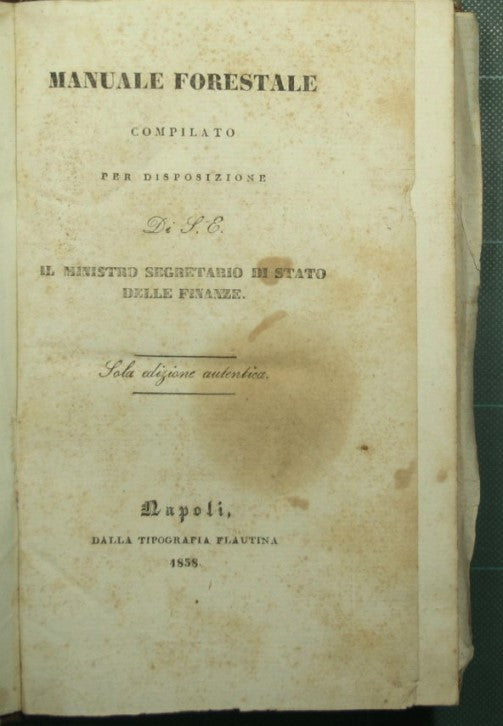 MANUALE FORESTALE
COMPILATO
PER DISPOSIZIONE
Di S. E.
IL MINISTRO SEGRETARIO DI STATO
DELLE FINANZE.
Sola edizione autentica.
Napoli,
DALLA TIPOGRAFIA FLAUTINA
1838